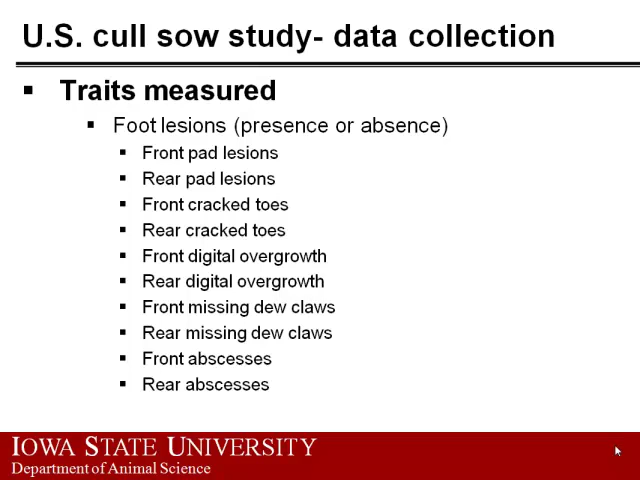 U.S. cull sow study- data collection
▪ Traits measured
▪ Foot lesions (presence or absence)
▪ Front pad lesions
▪ Rear pad lesions
▪ Front cracked toes
▪ Rear cracked toes
▪ Front digital overgrowth
▪ Rear digital overgrowth
▪ Front missing dew claws
▪ Rear missing dew claws
▪ Front abscesses
▪ Rear abscesses
IOWA STATE UNIVERSITY
Department of Animal Science